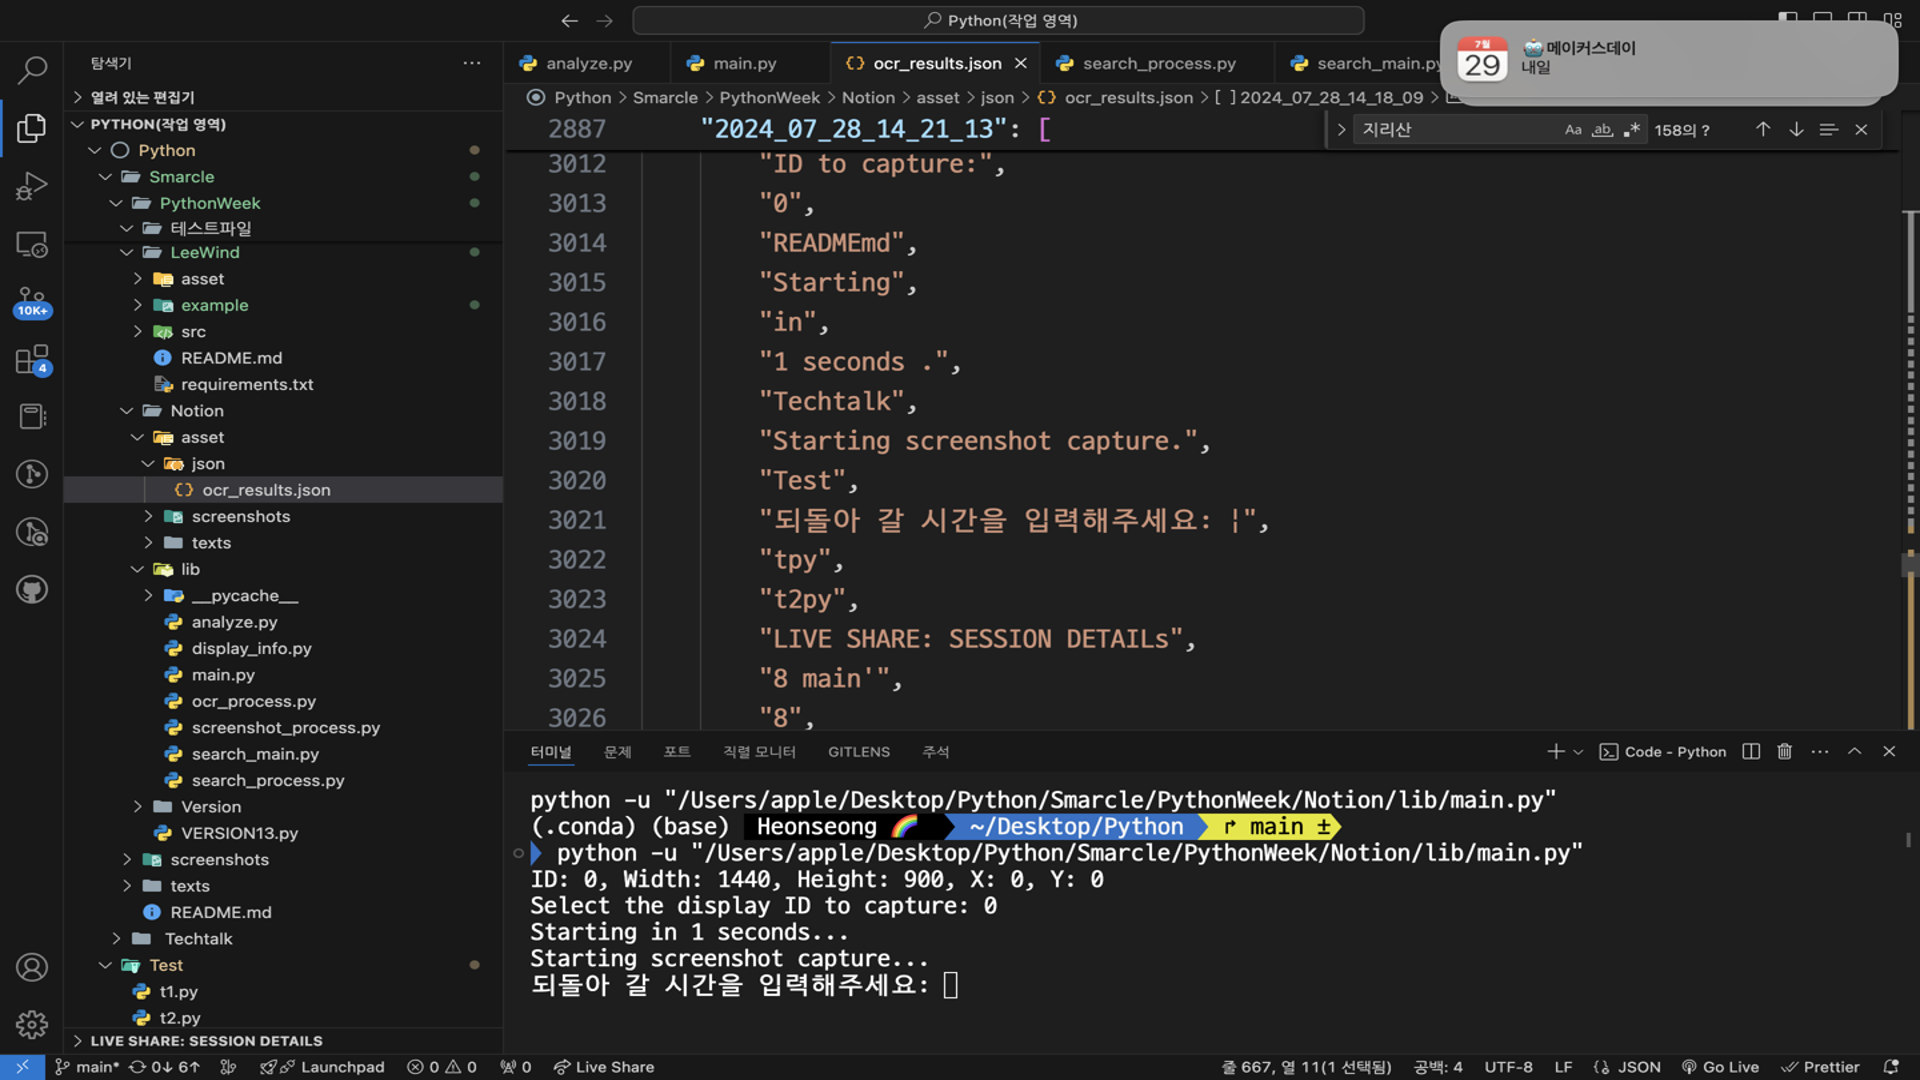 Python(작업 영역)
탐색기
열려 있는 편집기
PYTHON(작업 영역)
Python
Smarcle
PythonWeek
테스트파일
LeeWind
asset
example
src
README.md
requirements.txt
Notion
asset
json
ocr_results.json
screenshots
texts
lib
__pycache__
analyze.py
display_info.py
main.py
ocr_process.py
screenshot_process.py
search_main.py
search_process.py
Version
VERSION13.py
screenshots
texts
README.md
Techtalk
Test
t1.py
t2.py
LIVE SHARE: SESSION DETAILS
10K+
4
analyze.py main.py {} ocr_results.json search_process.py search_main.py
7월
29
메이커스데이
내일
Python > Smarcle > PythonWeek > Notion > asset > json > {} ocr_results.json > [ ] 2024_07_28_14_18_09 >
지리산 Aa ab .* 158의 ?
2887 "2024_07_28_14_21_13": [
3012 "ID to capture:",
3013 "0",
3014 "READMEmd",
3015 "Starting",
3016 "in",
3017 "1 seconds .",
3018 "Techtalk",
3019 "Starting screenshot capture.",
3020 "Test",
3021 "되돌아 갈 시간을 입력해주세요: ¦",
3022 "tpy",
3023 "t2py",
3024 "LIVE SHARE: SESSION DETAILs",
3025 "8 main'",
3026 "8",
터미널 문제 포트 직렬 모니터 GITLENS 주석
Code - Python
python -u "/Users/apple/Desktop/Python/Smarcle/PythonWeek/Notion/lib/main.py"
(.conda) (base) Heonseong 🌈 ~/Desktop/Python main ±
python -u "/Users/apple/Desktop/Python/Smarcle/PythonWeek/Notion/lib/main.py"
ID: 0, Width: 1440, Height: 900, X: 0, Y: 0
Select the display ID to capture: 0
Starting in 1 seconds...
Starting screenshot capture...
되돌아 갈 시간을 입력해주세요:
main* 0↓ 6↑ Launchpad 0 0 0 Live Share
줄 667, 열 11(1 선택됨) 공백: 4 UTF-8 LF {} JSON Go Live Prettier